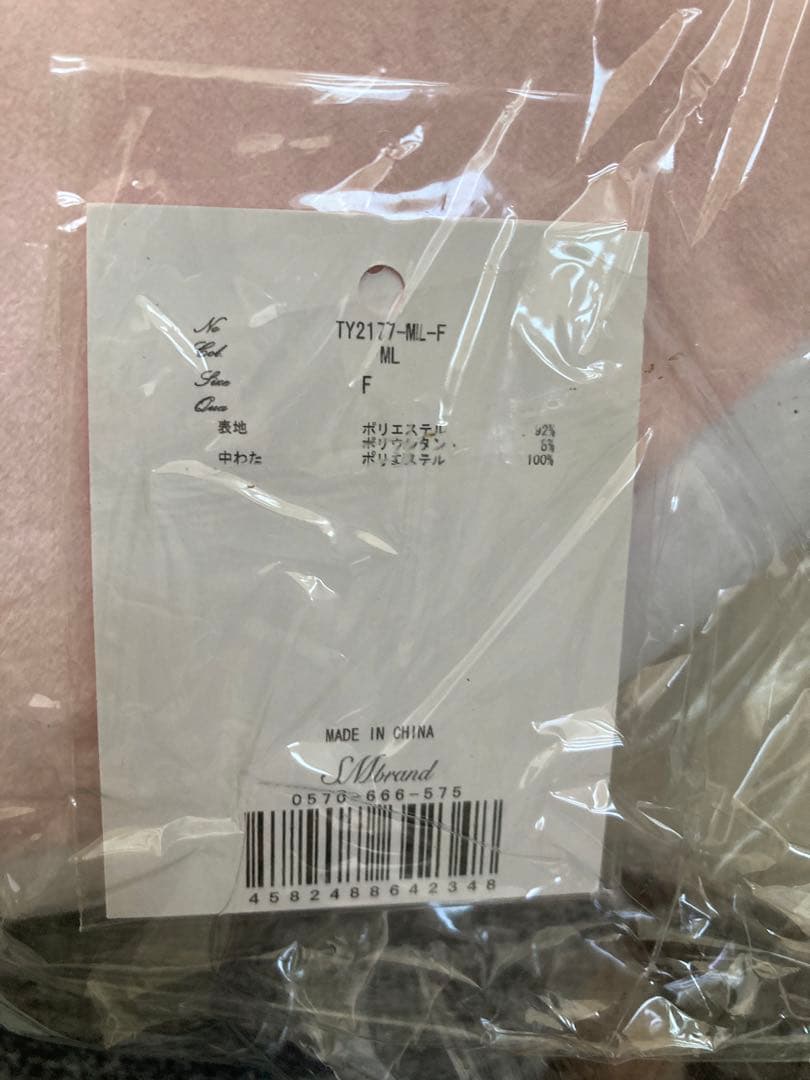 No TY2177-ML-F
Col. ML
Size F
Qua
表地 ポリエステル 92%
ポリウレタン 8%
中わた ポリエステル 100%
MADE IN CHINA
SMbrand
0570-666-575
4582488642348